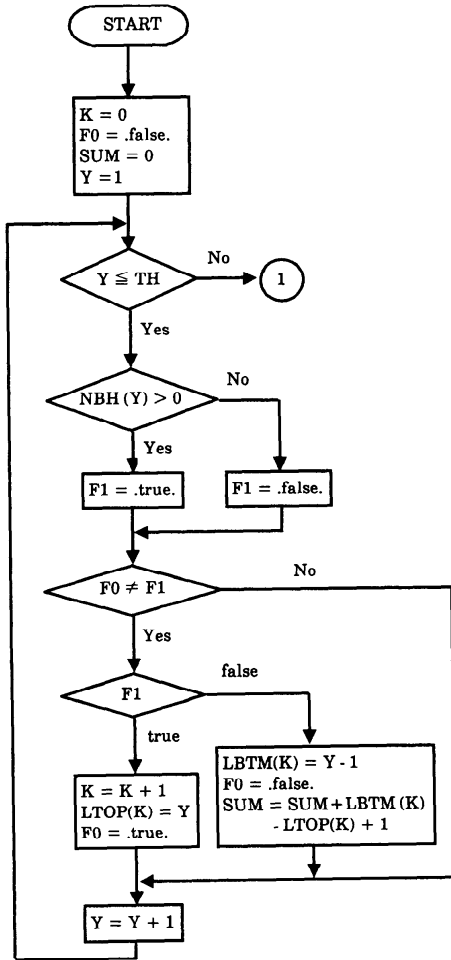 START
K = 0
F0 = .false.
SUM = 0
Y = 1
Y ≦ TH
No
1
Yes
NBH (Y) > 0
No
Yes
F1 = .true.
F1 = .false.
F0 ≠ F1
No
Yes
F1
false
true
K = K + 1
LTOP(K) = Y
F0 = .true.
LBTM(K) = Y - 1
F0 = .false.
SUM = SUM + LBTM (K)
- LTOP(K) + 1
Y = Y + 1